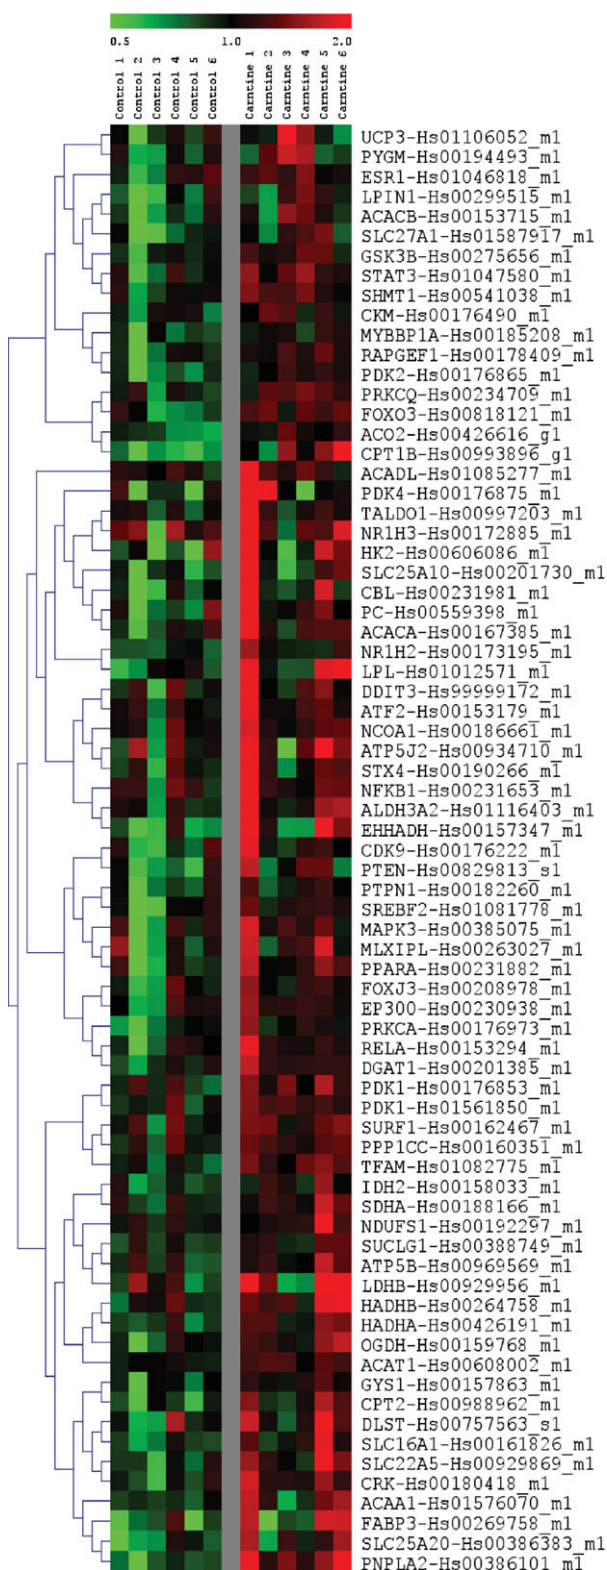 0.5 1.0 2.0
Control 1 Control 2 Control 3 Control 4 Control 5 Control 6 Carntine 1 Carntine 2 Carntine 3 Carntine 4 Carntine 5 Carntine 6
UCP3-Hs01106052_m1
PYGM-Hs00194493_m1
ESR1-Hs01046818_m1
LPIN1-Hs00299515_m1
ACACB-Hs00153715_m1
SLC27A1-Hs01587917_m1
GSK3B-Hs00275656_m1
STAT3-Hs01047580_m1
SHMT1-Hs00541038_m1
CKM-Hs00176490_m1
MYBBP1A-Hs00185208_m1
RAPGEF1-Hs00178409_m1
PDK2-Hs00176865_m1
PRKCQ-Hs00234709_m1
FOXO3-Hs00818121_m1
ACO2-Hs00426616_g1
CPT1B-Hs00993896_g1
ACADL-Hs01085277_m1
PDK4-Hs00176875_m1
TALDO1-Hs00997203_m1
NR1H3-Hs00172885_m1
HK2-Hs00606086_m1
SLC25A10-Hs00201730_m1
CBL-Hs00231981_m1
PC-Hs00559398_m1
ACACA-Hs00167385_m1
NR1H2-Hs00173195_m1
LPL-Hs01012571_m1
DDIT3-Hs99999172_m1
ATF2-Hs00153179_m1
NCOA1-Hs00186661_m1
ATP5J2-Hs00934710_m1
STX4-Hs00190266_m1
NFKB1-Hs00231653_m1
ALDH3A2-Hs01116403_m1
EHHADH-Hs00157347_m1
CDK9-Hs00176222_m1
PTEN-Hs00829813_s1
PTPN1-Hs00182260_m1
SREBF2-Hs01081778_m1
MAPK3-Hs00385075_m1
MLXIPL-Hs00263027_m1
PPARA-Hs00231882_m1
FOXJ3-Hs00208978_m1
EP300-Hs00230938_m1
PRKCA-Hs00176973_m1
RELA-Hs00153294_m1
DGAT1-Hs00201385_m1
PDK1-Hs00176853_m1
PDK1-Hs01561850_m1
SURF1-Hs00162467_m1
PPP1CC-Hs00160351_m1
TFAM-Hs01082775_m1
IDH2-Hs00158033_m1
SDHA-Hs00188166_m1
NDUFS1-Hs00192297_m1
SUCLG1-Hs00388749_m1
ATP5B-Hs00969569_m1
LDHB-Hs00929956_m1
HADHB-Hs00264758_m1
HADHA-Hs00426191_m1
OGDH-Hs00159768_m1
ACAT1-Hs00608002_m1
GYS1-Hs00157863_m1
CPT2-Hs00988962_m1
DLST-Hs00757563_s1
SLC16A1-Hs00161826_m1
SLC22A5-Hs00929869_m1
CRK-Hs00180418_m1
ACAA1-Hs01576070_m1
FABP3-Hs00269758_m1
SLC25A20-Hs00386383_m1
PNPLA2-Hs00386101_m1